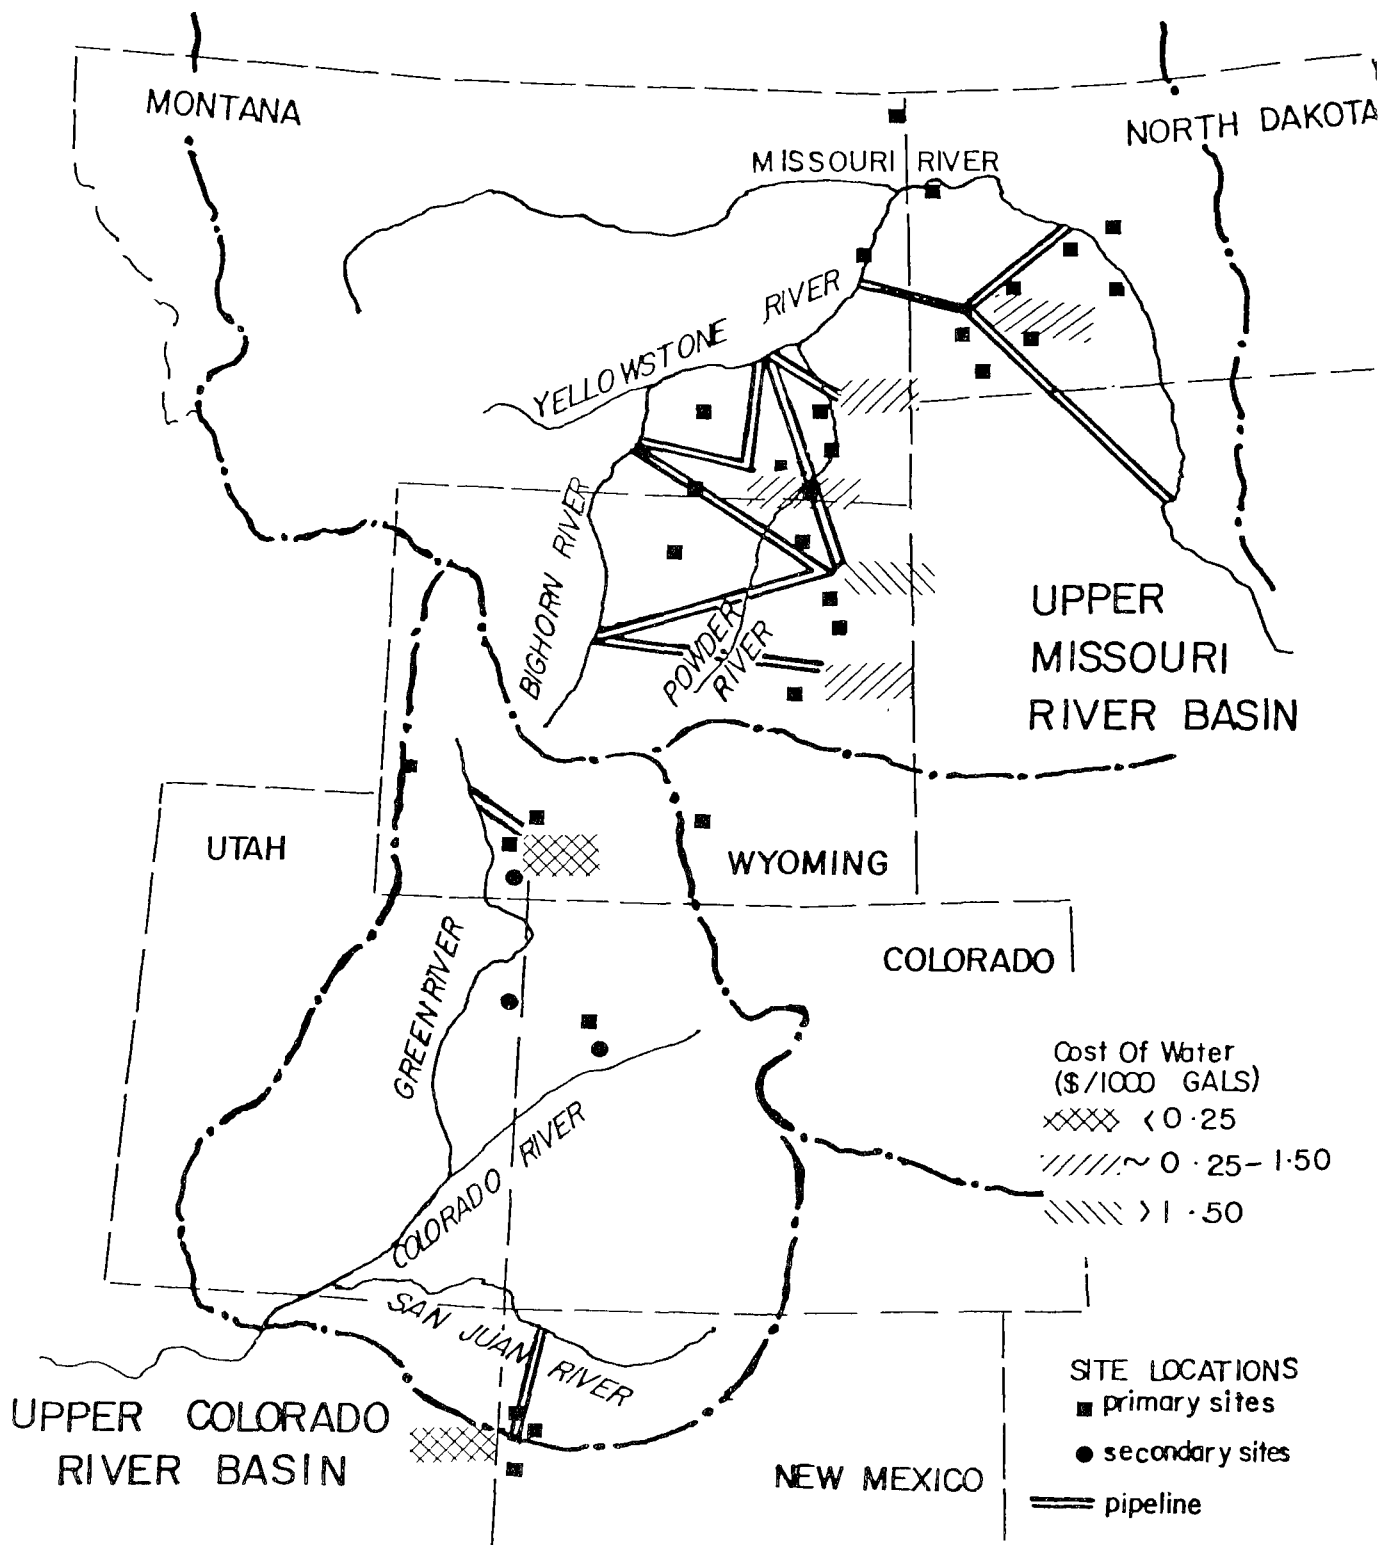 MONTANA
NORTH DAKOTA
MISSOURI RIVER
YELLOWSTONE RIVER
BIGHORN RIVER
POWDER
RIVER
UPPER
MISSOURI
RIVER BASIN
UTAH
WYOMING
COLORADO
GREEN RIVER
COLORADO RIVER
Cost Of Water
($/1000 GALS)
<0.25
~0.25-1.50
>1.50
SAN JUAN RIVER
UPPER COLORADO
RIVER BASIN
NEW MEXICO
SITE LOCATIONS
primary sites
secondary sites
pipeline